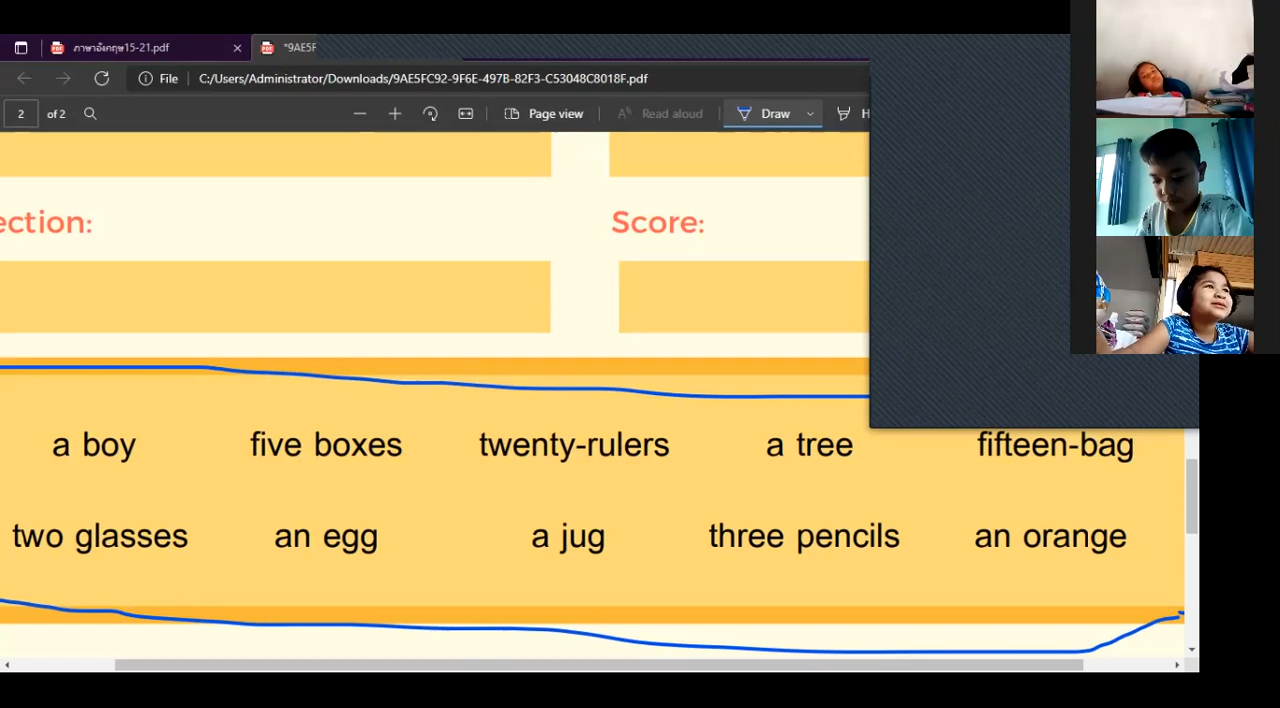 ภาษาอังกฤษ15-21.pdf
*9AE5F
File
C:/Users/Administrator/Downloads/9AE5FC92-9F6E-497B-82F3-C53048C8018F.pdf
2 of 2 Page view Read aloud Draw H
ection: Score:
a boy five boxes twenty-rulers a tree fifteen-bag
two glasses an egg a jug three pencils an orange